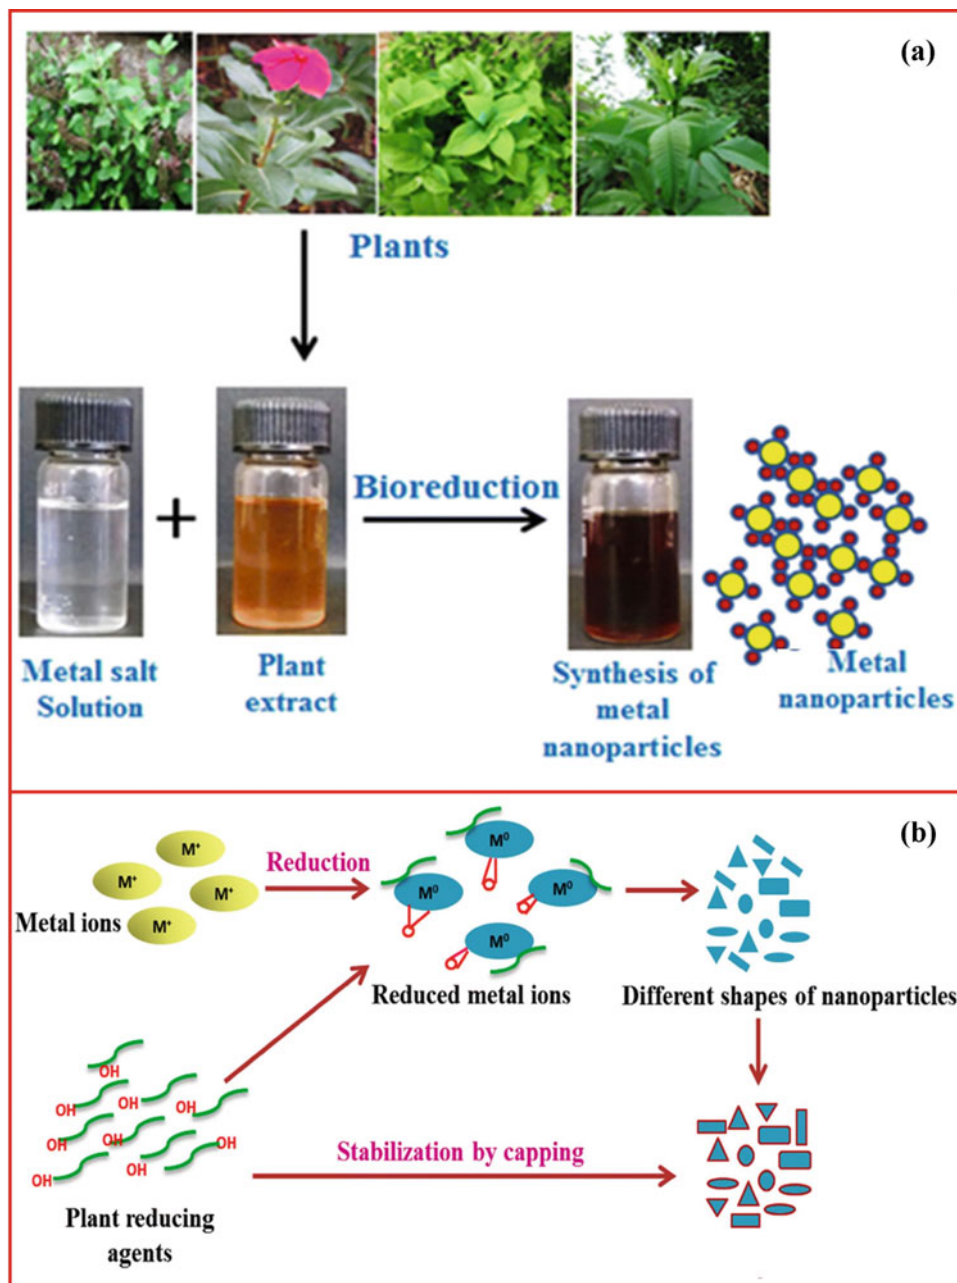 (a)
Plants
Bioreduction
+
Metal salt
Solution
Plant
extract
Synthesis of
metal
nanoparticles
Metal
nanoparticles
(b)
M⁺
M⁺
M⁺
M⁺
Metal ions
Reduction
M⁰
M⁰
M⁰
M⁰
Reduced metal ions
Different shapes of nanoparticles
OH
OH
OH
OH
OH
OH
OH
OH
OH
OH
Plant reducing
agents
Stabilization by capping